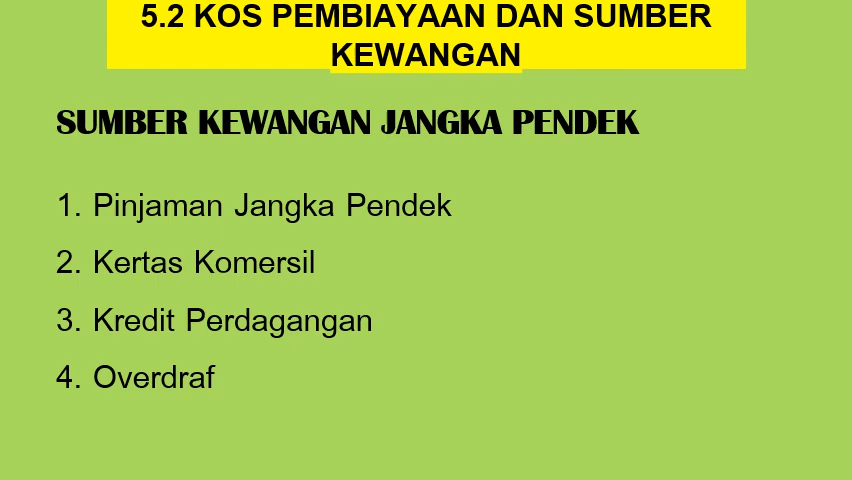 5.2 KOS PEMBIAYAAN DAN SUMBER
KEWANGAN
SUMBER KEWANGAN JANGKA PENDEK
1. Pinjaman Jangka Pendek
2. Kertas Komersil
3. Kredit Perdagangan
4. Overdraf